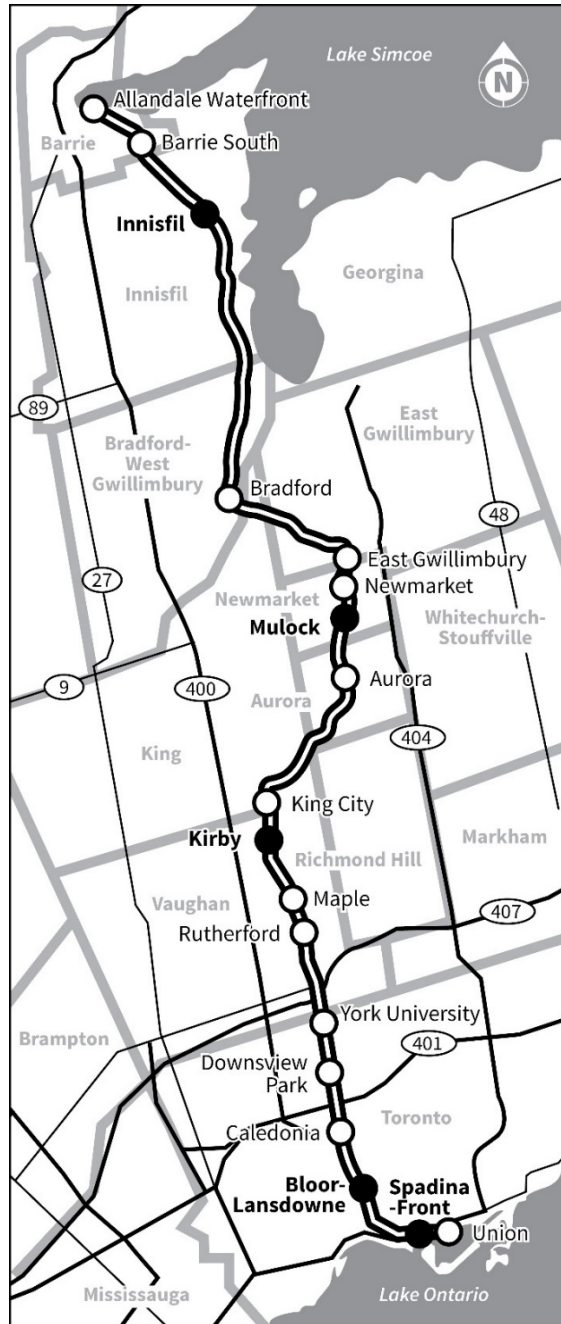 Lake Simcoe
N
Allandale Waterfront
Barrie
Barrie South
Innisfil
Georgina
Innisfil
89
East
Gwillimbury
Bradford-
West
Gwillimbury
Bradford
48
East Gwillimbury
27
Newmarket
Newmarket
Mulock
Whitechurch-
Stouffville
Aurora
9
400
Aurora
404
King
King City
Kirby
Markham
Richmond Hill
Maple
Vaughan
407
Rutherford
York University
Brampton
401
Downsview
Park
Toronto
Caledonia
Bloor-
Lansdowne
Spadina
-Front
Union
Mississauga
Lake Ontario